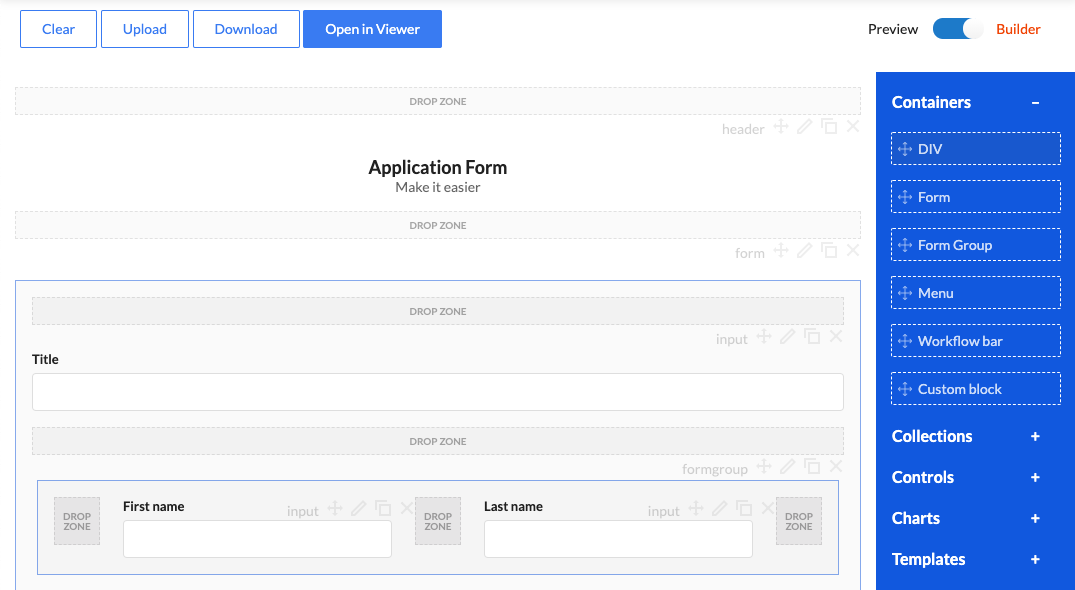 Clear Upload Download Open in Viewer Preview Builder
DROP ZONE
header
Application Form
Make it easier
DROP ZONE
form
DROP ZONE
input
Title
DROP ZONE
formgroup
DROP ZONE
First name input
DROP ZONE
Last name input
DROP ZONE
Containers –
DIV
Form
Form Group
Menu
Workflow bar
Custom block
Collections +
Controls +
Charts +
Templates +